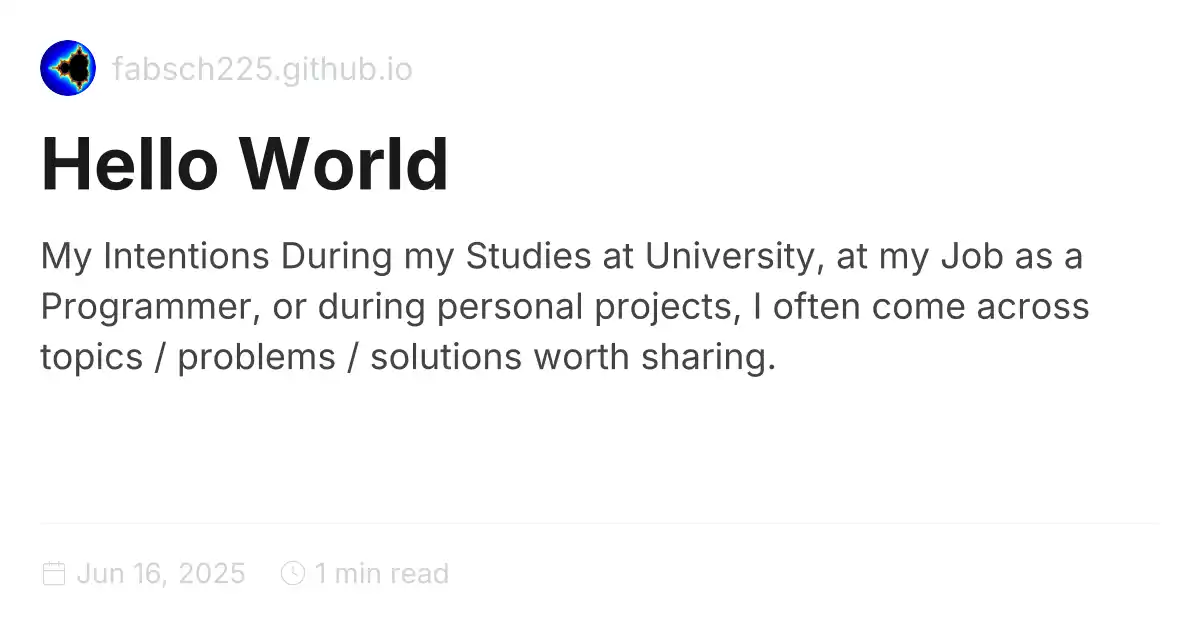 fabsch225.github.io
Hello World
My Intentions During my Studies at University, at my Job as a
Programmer, or during personal projects, I often come across
topics / problems / solutions worth sharing.
Jun 16, 2025 1 min read